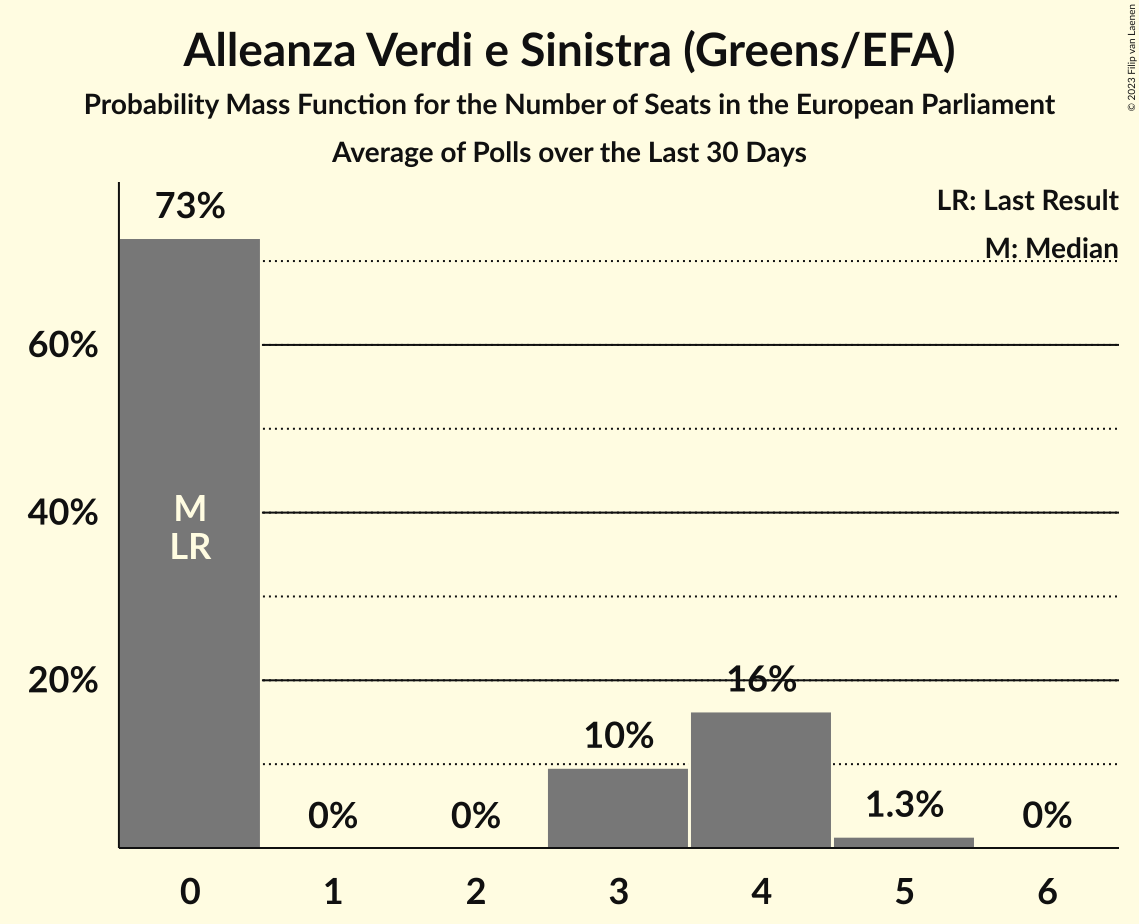 Alleanza Verdi e Sinistra (Greens/EFA)
Probability Mass Function for the Number of Seats in the European Parliament
Average of Polls over the Last 30 Days
© 2023 Filip van Laenen
LR: Last Result
M: Median
73%
60%
40%
20%
M
LR
0%
0%
10%
16%
1.3%
0%
0 1 2 3 4 5 6